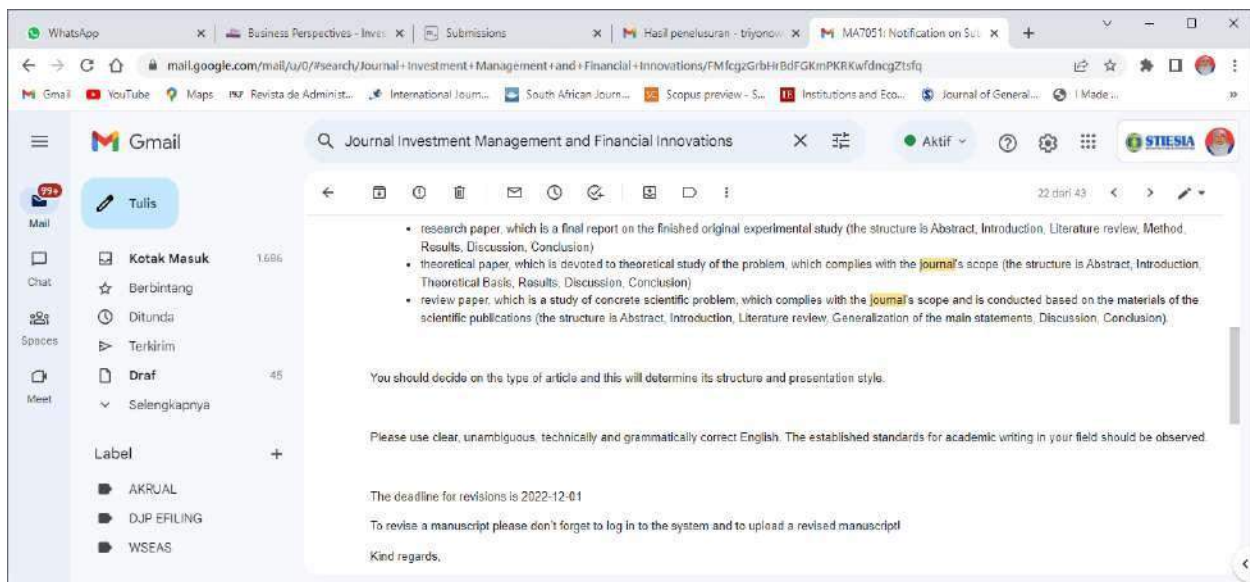 WhatsApp
Business Perspectives - Inves
Submissions
Hasil penelusuran - triyonow
MA7051: Notification on Su
mail.google.com/mail/u/0/#search/Journal+Investment+Management+and+Financial+Innovations/
Gmail
YouTube
Maps
Revista de Administ...
International Journ...
South African Journ...
Scopus preview - S...
Institutions and Eco...
Journal of General...
I Made ...
Gmail
Journal Investment Management and Financial Innovations
Aktif
STIESIA
99+
Mail
Chat
Spaces
Meet
Tulis
Kotak Masuk 1.686
Berbintang
Ditunda
Terkirim
Draf 45
Selengkapnya
Label +
AKRUAL
DJP EFILING
WSEAS
22 dari 43
• research paper, which is a final report on the finished original experimental study (the structure is Abstract, Introduction, Literature review, Method,
Results, Discussion, Conclusion)
• theoretical paper, which is devoted to theoretical study of the problem, which complies with the journal's scope (the structure is Abstract, Introduction,
Theoretical Basis, Results, Discussion, Conclusion)
• review paper, which is a study of concrete scientific problem, which complies with the journal's scope and is conducted based on the materials of the
scientific publications (the structure is Abstract, Introduction, Literature review, Generalization of the main statements, Discussion, Conclusion).
You should decide on the type of article and this will determine its structure and presentation style.
Please use clear, unambiguous, technically and grammatically correct English. The established standards for academic writing in your field should be observed.
The deadline for revisions is 2022-12-01
To revise a manuscript please don't forget to log in to the system and to upload a revised manuscript!
Kind regards,